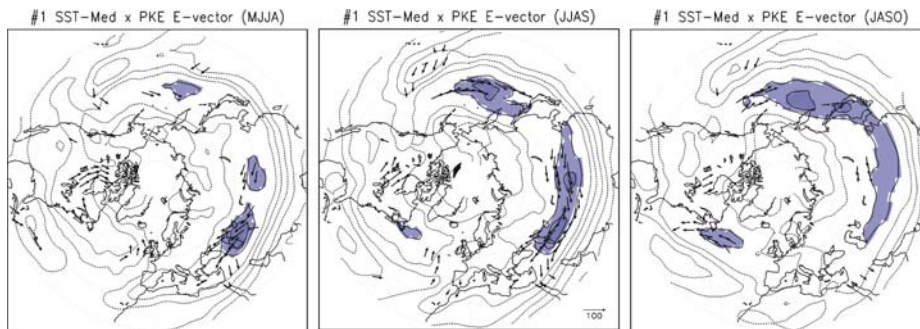 #1 SST-Med x PKE E-vector (MJJA)
#1 SST-Med x PKE E-vector (JJAS)
#1 SST-Med x PKE E-vector (JASO)
100